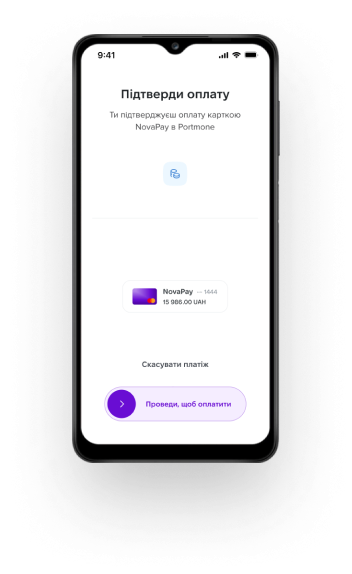 9:41
Підтверди оплату
Ти підтверджуєш оплату карткою
NovaPay в Portmone
NovaPay ··· 1444
15 986.00 UAH
Скасувати платіж
Проведи, щоб оплатити